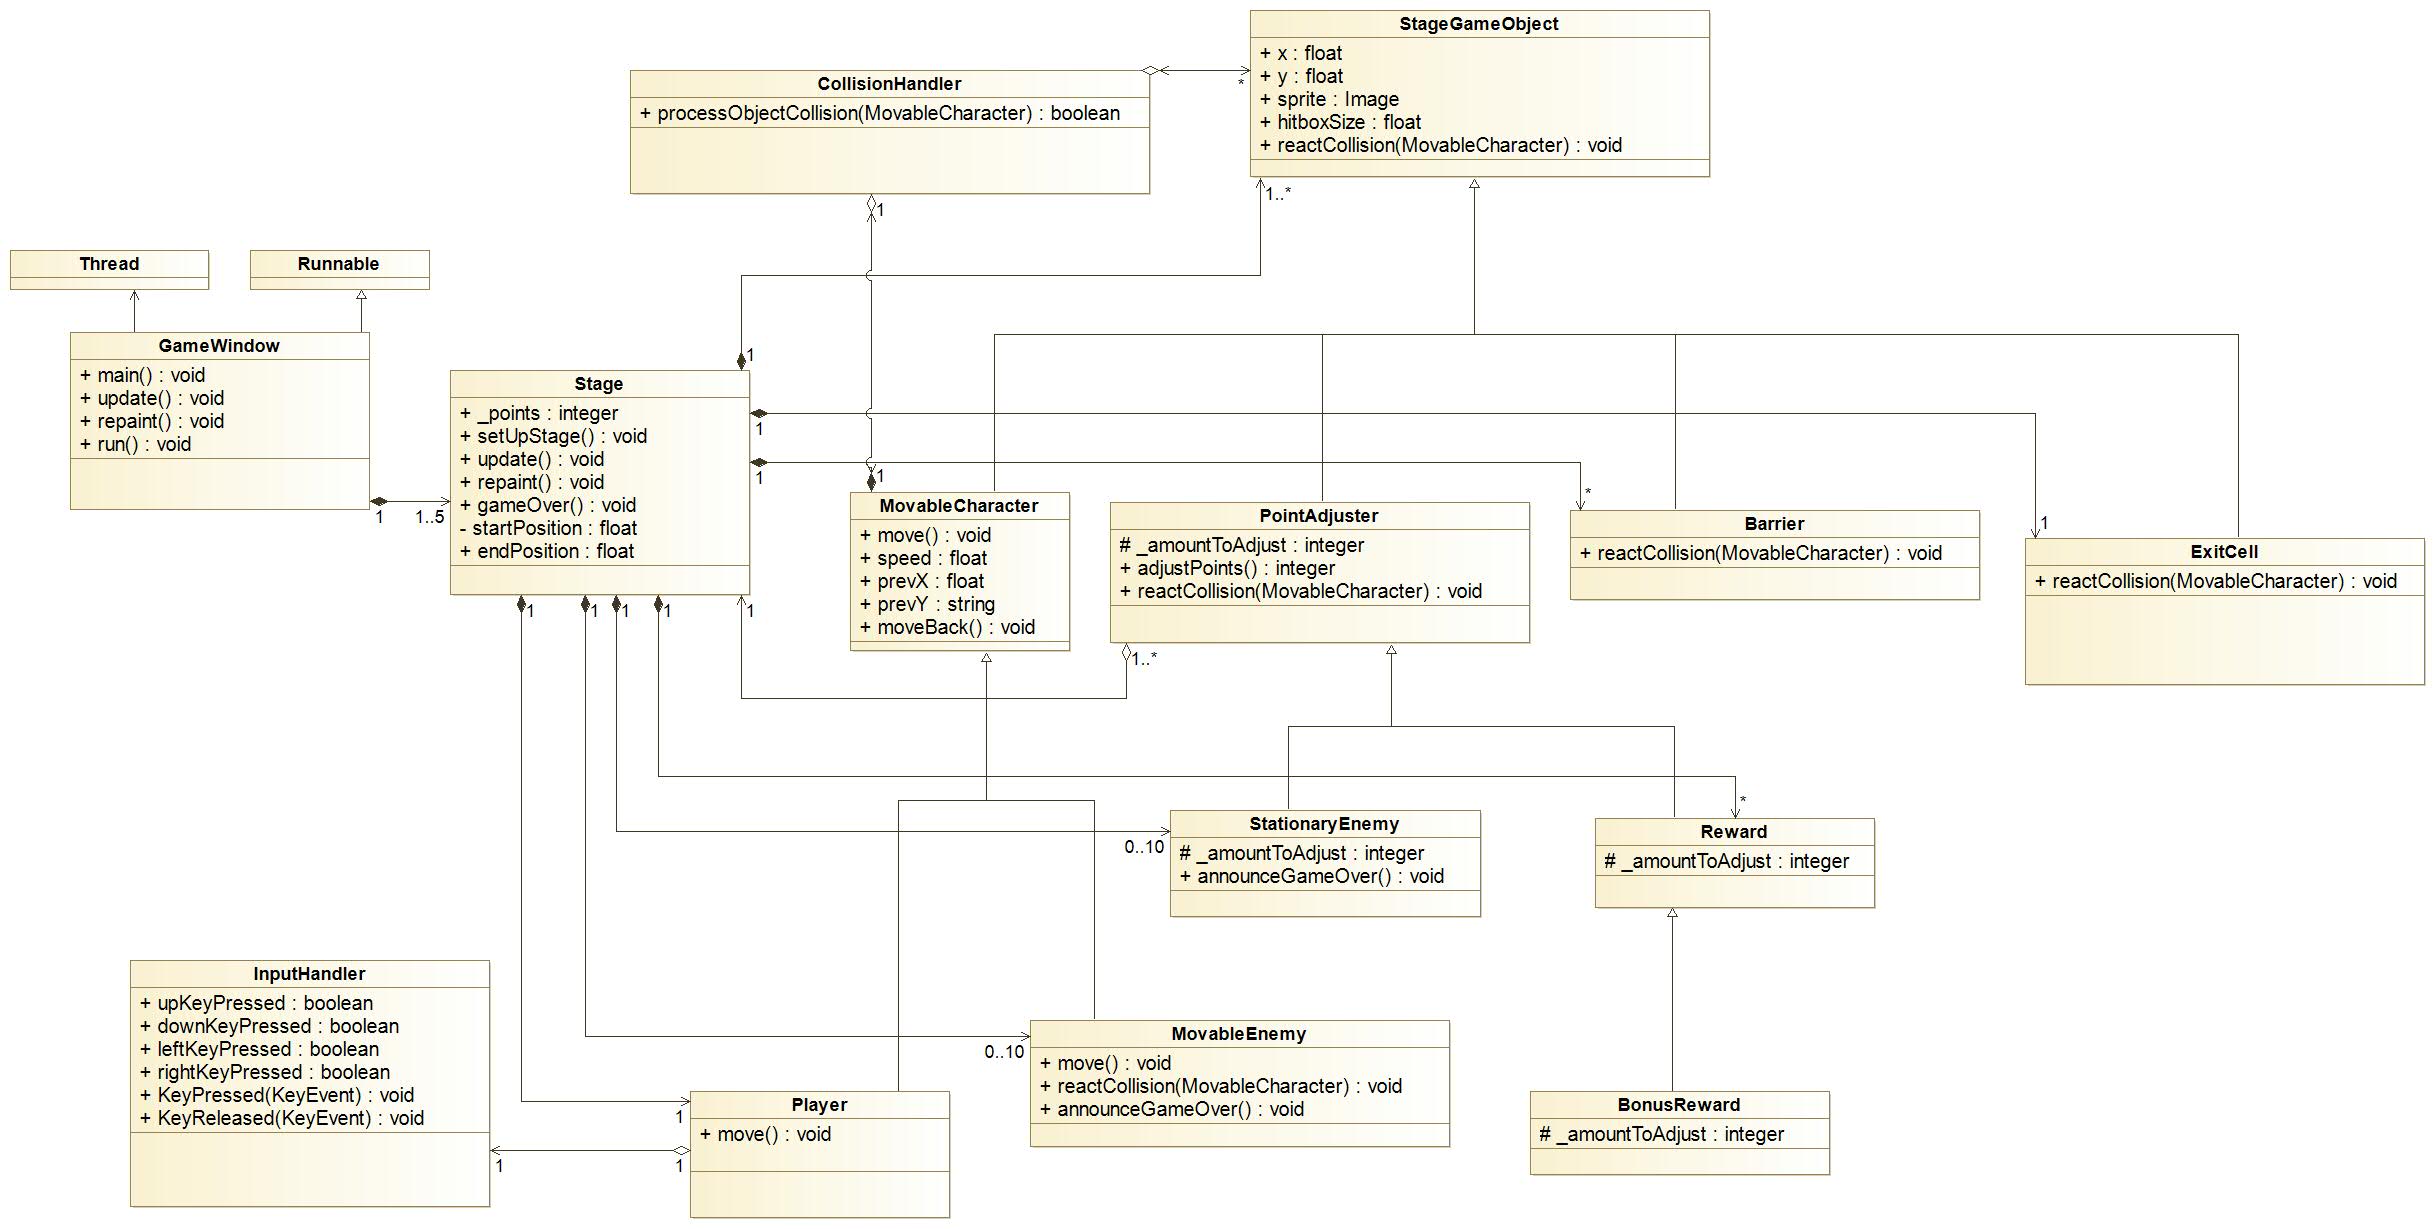 StageGameObject
+ x : float
+ y : float
+ sprite : Image
+ hitboxSize : float
+ reactCollision(MovableCharacter) : void
CollisionHandler
+ processObjectCollision(MovableCharacter) : boolean
*
1
1..*
Thread
Runnable
GameWindow
+ main() : void
+ update() : void
+ repaint() : void
+ run() : void
1
1..5
Stage
+ _points : integer
+ setUpStage() : void
+ update() : void
+ repaint() : void
+ gameOver() : void
- startPosition : float
+ endPosition : float
1
1
1
1
1
1
1
1
1
MovableCharacter
+ move() : void
+ speed : float
+ prevX : float
+ prevY : string
+ moveBack() : void
PointAdjuster
# _amountToAdjust : integer
+ adjustPoints() : integer
+ reactCollision(MovableCharacter) : void
1..*
*
Barrier
+ reactCollision(MovableCharacter) : void
1
ExitCell
+ reactCollision(MovableCharacter) : void
0..10
StationaryEnemy
# _amountToAdjust : integer
+ announceGameOver() : void
*
Reward
# _amountToAdjust : integer
InputHandler
+ upKeyPressed : boolean
+ downKeyPressed : boolean
+ leftKeyPressed : boolean
+ rightKeyPressed : boolean
+ KeyPressed(KeyEvent) : void
+ KeyReleased(KeyEvent) : void
1
1
1
Player
+ move() : void
0..10
MovableEnemy
+ move() : void
+ reactCollision(MovableCharacter) : void
+ announceGameOver() : void
BonusReward
# _amountToAdjust : integer